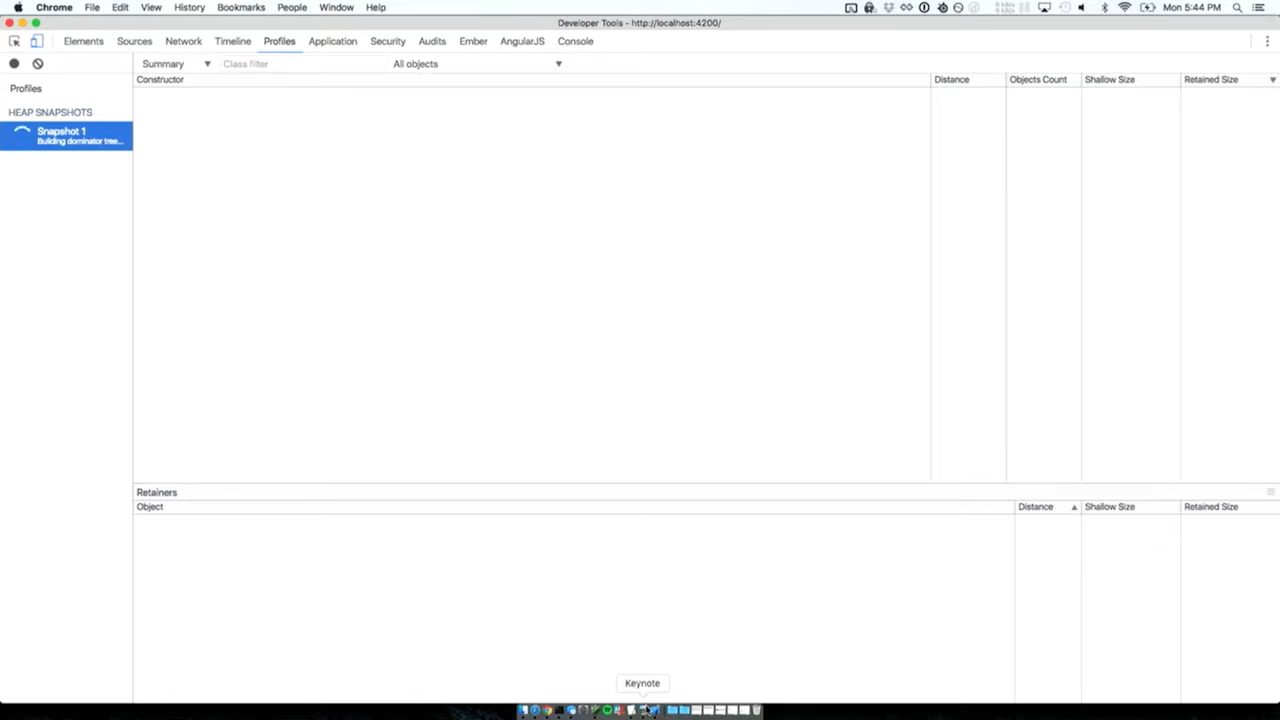 Chrome File Edit View History Bookmarks People Window Help Mon 5:44 PM
Developer Tools - http://localhost:4200/
Elements Sources Network Timeline Profiles Application Security Audits Ember AngularJS Console
Summary Class filter All objects
Constructor Distance Objects Count Shallow Size Retained Size
Profiles
HEAP SNAPSHOTS
Snapshot 1
Building dominator tree...
Retainers
Object Distance Shallow Size Retained Size
Keynote